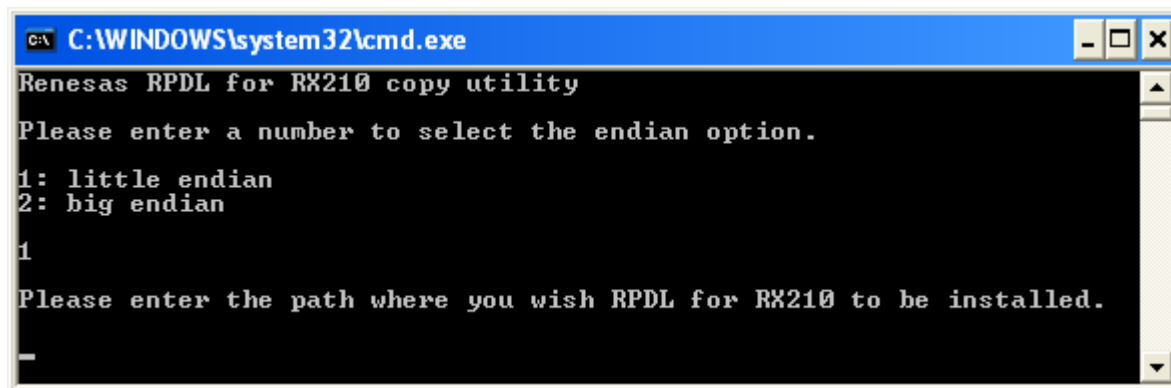 C:\WINDOWS\system32\cmd.exe
Renesas RPDL for RX210 copy utility
Please enter a number to select the endian option.
1: little endian
2: big endian
1
Please enter the path where you wish RPDL for RX210 to be installed.